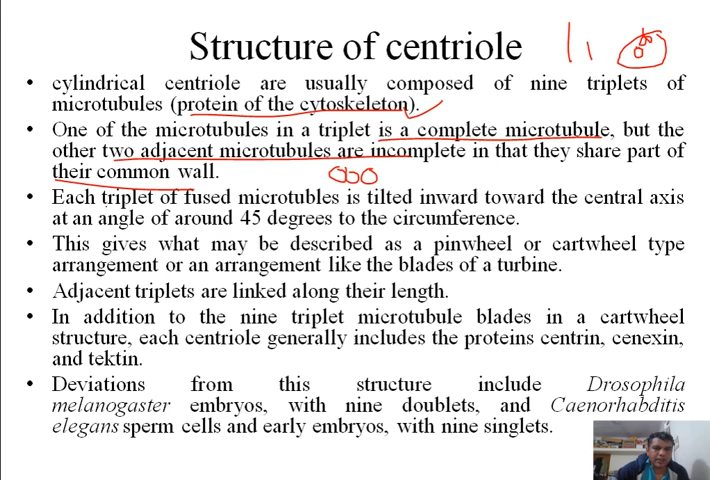 Structure of centriole
• cylindrical centriole are usually composed of nine triplets of
microtubules (protein of the cytoskeleton).
• One of the microtubules in a triplet is a complete microtubule, but the
other two adjacent microtubules are incomplete in that they share part of
their common wall.
• Each triplet of fused microtubles is tilted inward toward the central axis
at an angle of around 45 degrees to the circumference.
• This gives what may be described as a pinwheel or cartwheel type
arrangement or an arrangement like the blades of a turbine.
• Adjacent triplets are linked along their length.
• In addition to the nine triplet microtubule blades in a cartwheel
structure, each centriole generally includes the proteins centrin, cenexin,
and tektin.
• Deviations from this structure include Drosophila
melanogaster embryos, with nine doublets, and Caenorhabditis
elegans sperm cells and early embryos, with nine singlets.